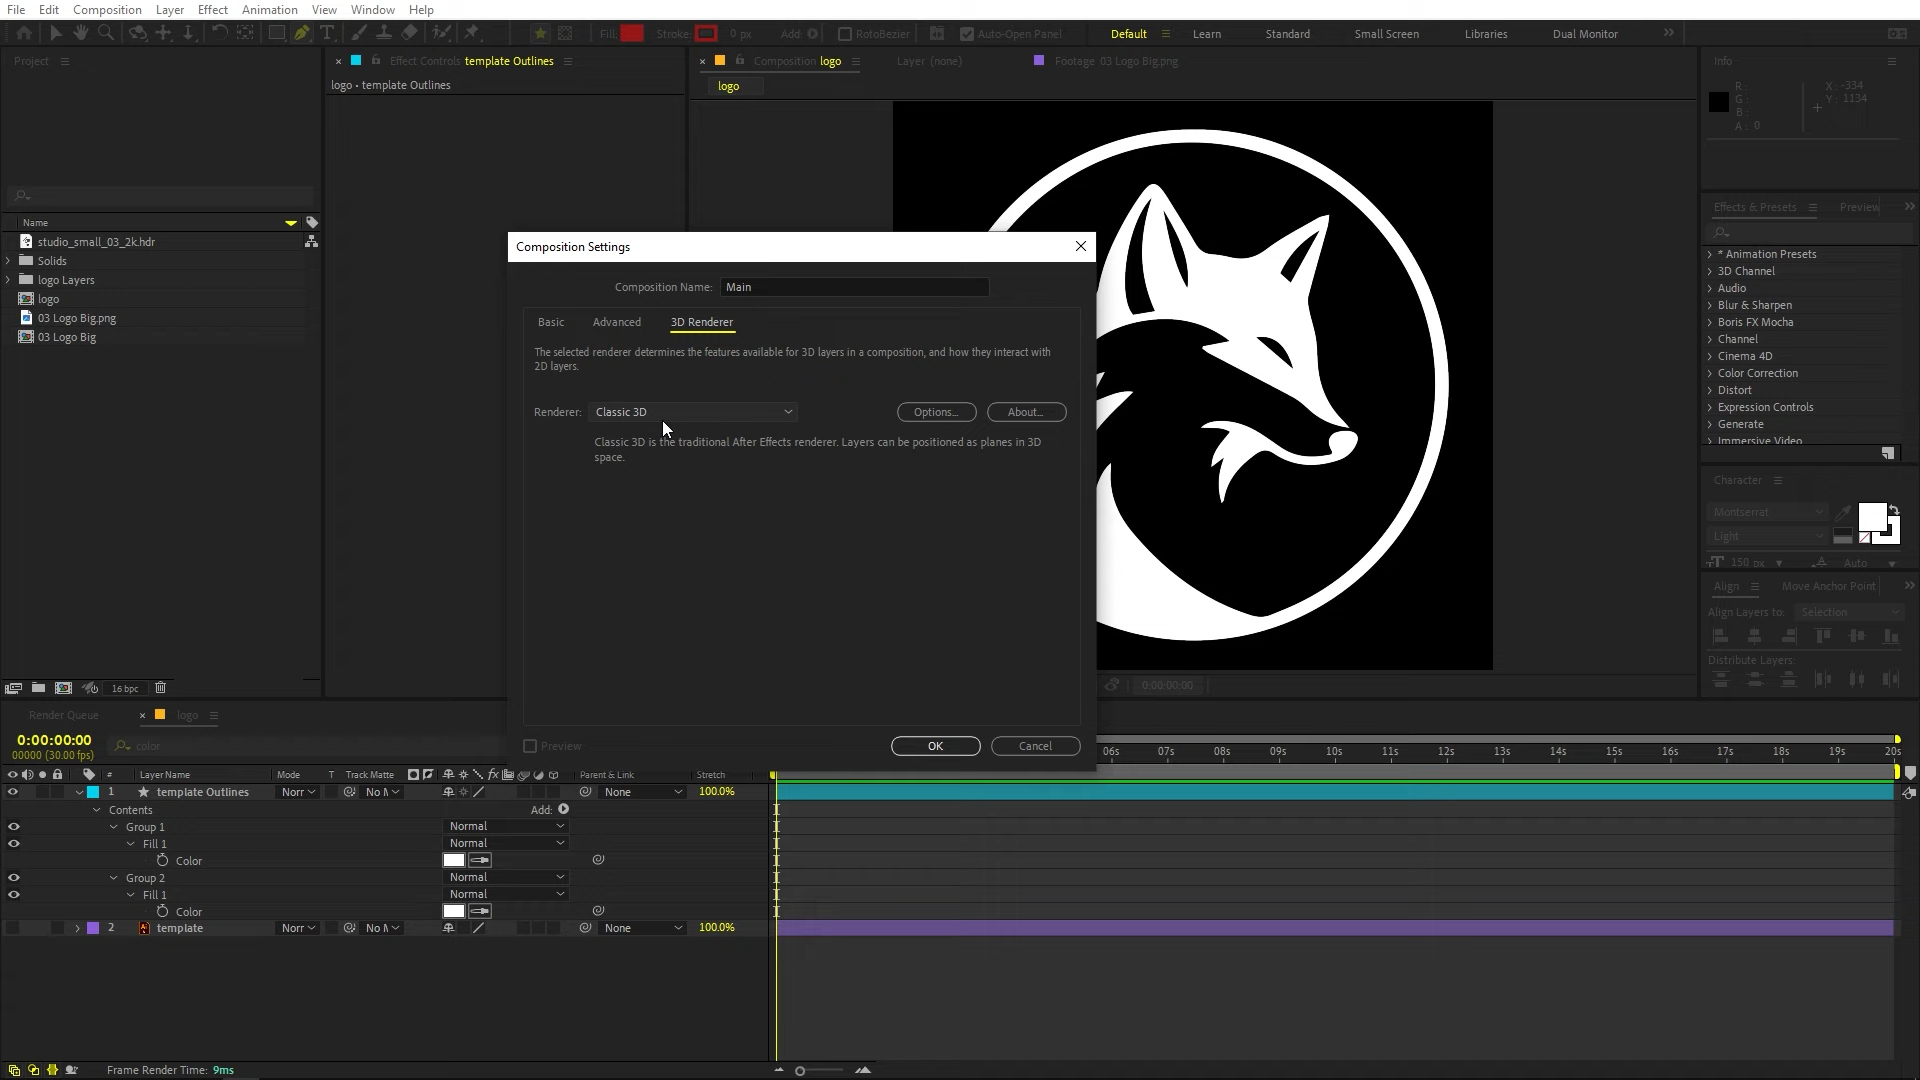 File Edit Composition Layer Effect Animation View Window Help
Fill: Stroke: 0 px Add: RotoBezier Auto-Open Panel Default Learn Standard Small Screen Libraries Dual Monitor
Project
Effect Controls template Outlines
Composition logo
Layer (none)
Footage 03 Logo Big.png
Info
logo • template Outlines
logo
R:
G:
B:
A: 0
X: -334
Y: 1134
Name
studio_small_03_2k.hdr
Solids
logo Layers
logo
03 Logo Big.png
03 Logo Big
16 bpc
Composition Settings
Composition Name: Main
Basic Advanced 3D Renderer
The selected renderer determines the features available for 3D layers in a composition, and how they interact with
2D layers.
Renderer: Classic 3D Options... About...
Classic 3D is the traditional After Effects renderer. Layers can be positioned as planes in 3D
space.
Preview OK Cancel
0:00:00:00
Effects & Presets Preview
* Animation Presets
3D Channel
Audio
Blur & Sharpen
Boris FX Mocha
Channel
Cinema 4D
Color Correction
Distort
Expression Controls
Generate
Immersive Video
Character
Montserrat
Light
150 px Auto
Align Move Anchor Point
Align Layers to: Selection
Distribute Layers:
Render Queue logo
0:00:00:00
00000 (30.00 fps)
color
06s 07s 08s 09s 10s 11s 12s 13s 14s 15s 16s 17s 18s 19s 20s
# Layer Name Mode T Track Matte fx Parent & Link Stretch
1 template Outlines Norr No M None 100.0%
Contents Add:
Group 1 Normal
Fill 1 Normal
Color
Group 2 Normal
Fill 1 Normal
Color
2 template Norr No M None 100.0%
Frame Render Time: 9ms